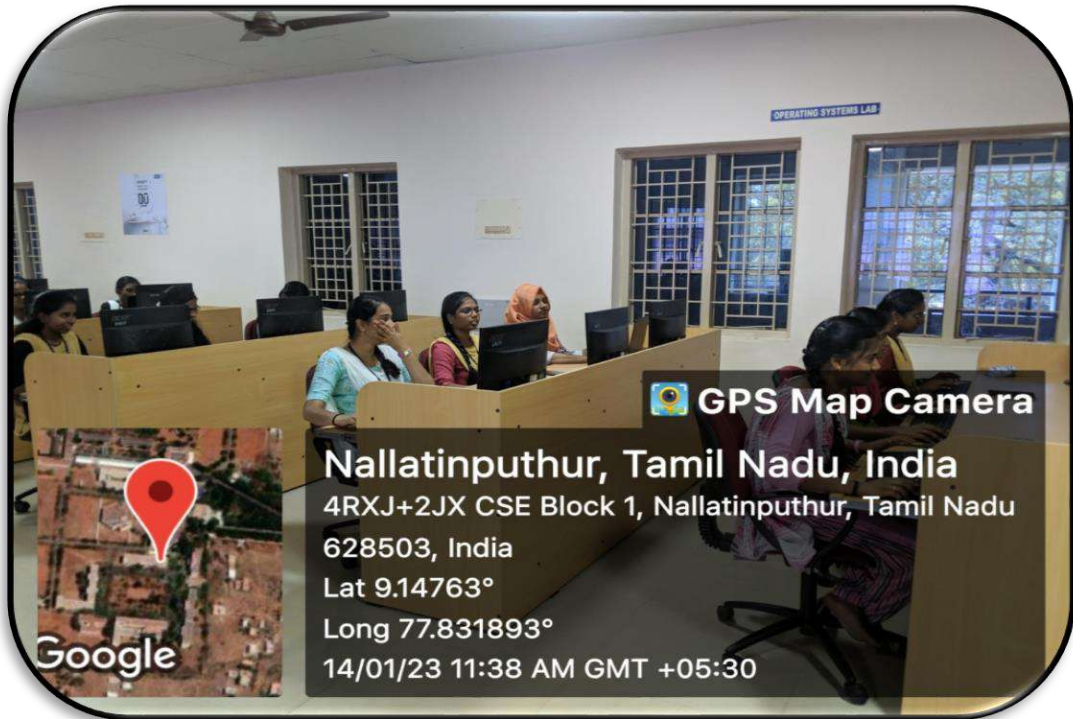 OPERATING SYSTEMS LAB
GPS Map Camera
Nallatinputhur, Tamil Nadu, India
4RXJ+2JX CSE Block 1, Nallatinputhur, Tamil Nadu
628503, India
Lat 9.14763°
Long 77.831893°
14/01/23 11:38 AM GMT +05:30
Google